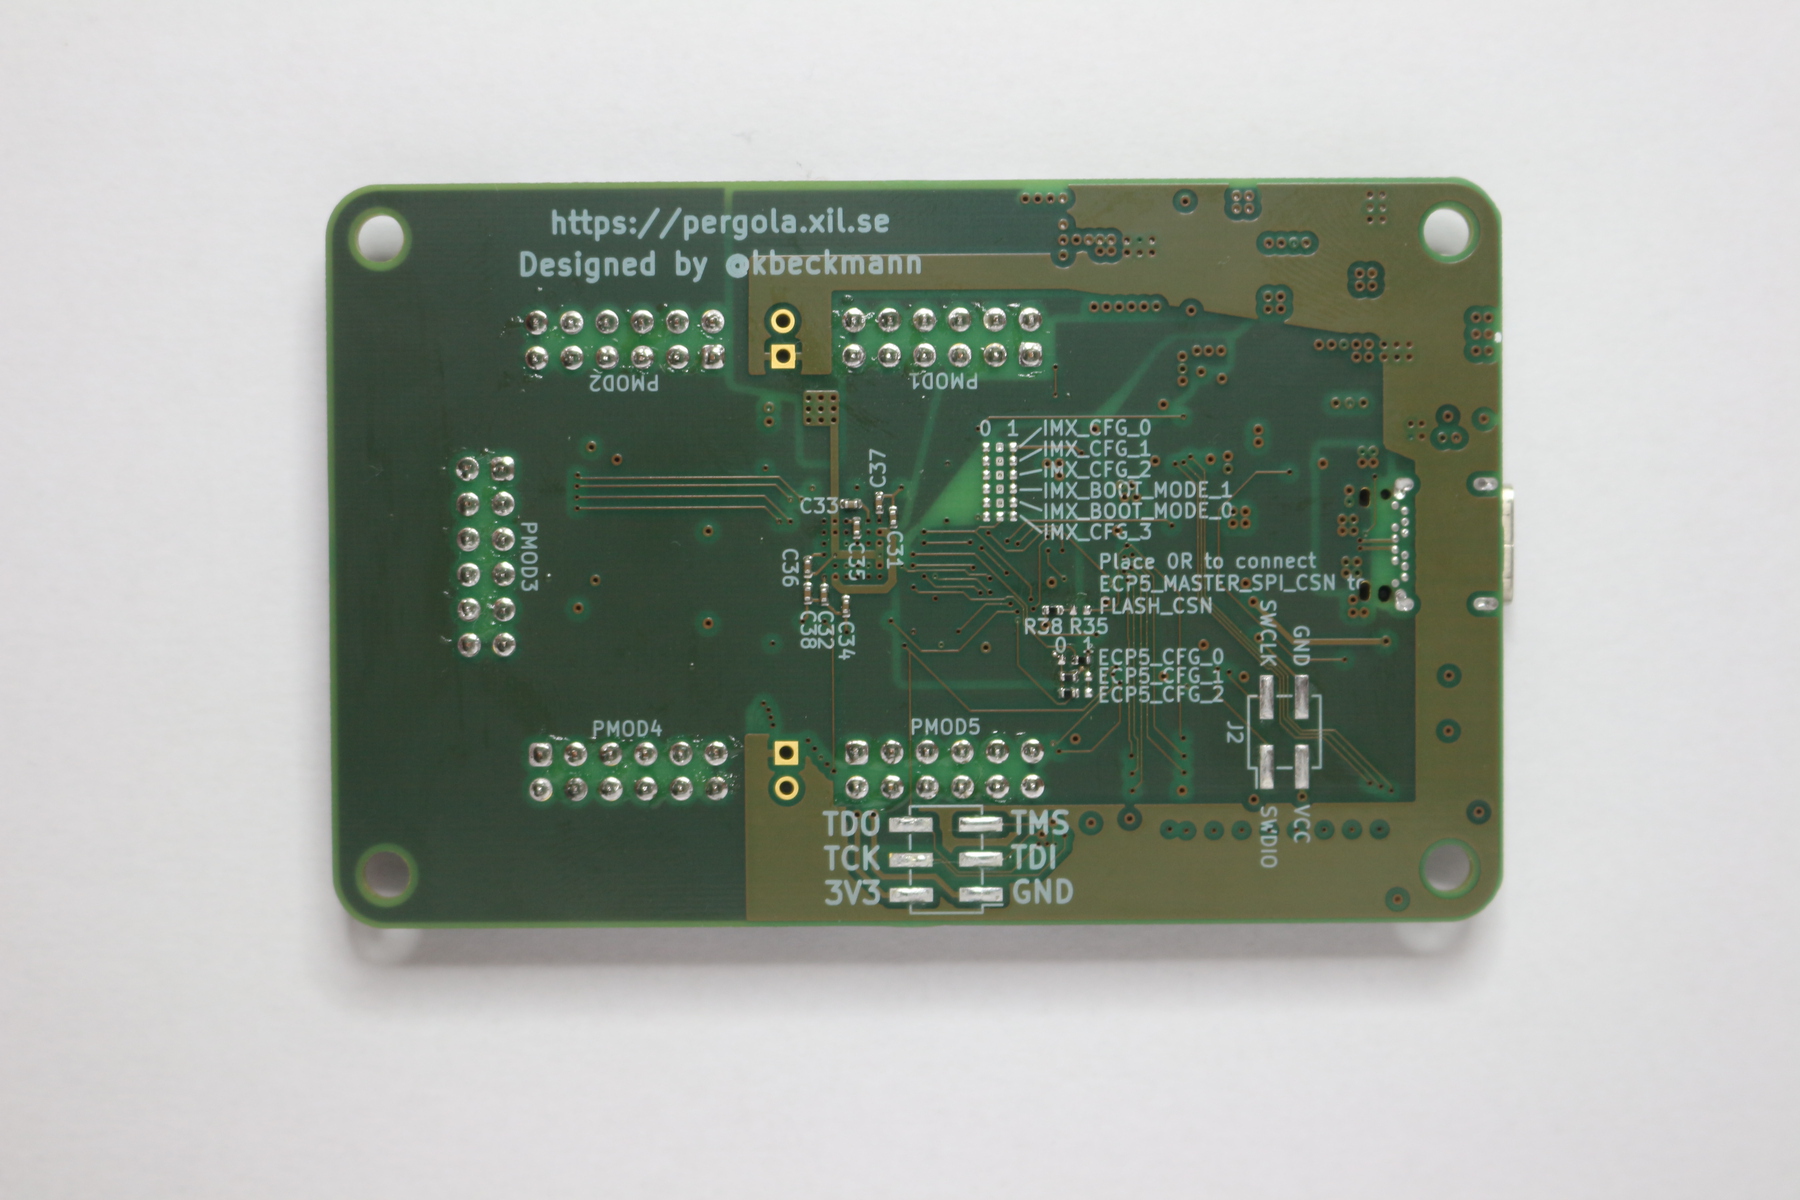 https://pergola.xil.se
Designed by @kbeckmann
PMOD2
PMOD1
0 1
IMX_CFG_0
IMX_CFG_1
IMX_CFG_2
IMX_BOOT_MODE_1
IMX_BOOT_MODE_0
IMX_CFG_3
C37
C33
C31
C35
C36
C38
C32
C34
PMOD3
Place 0R to connect
ECP5_MASTER_SPI_CSN to
FLASH_CSN
R38 R35
0 1
ECP5_CFG_0
ECP5_CFG_1
ECP5_CFG_2
SWCLK
GND
J2
SWDIO
VCC
PMOD4
PMOD5
TDO TMS
TCK TDI
3V3 GND